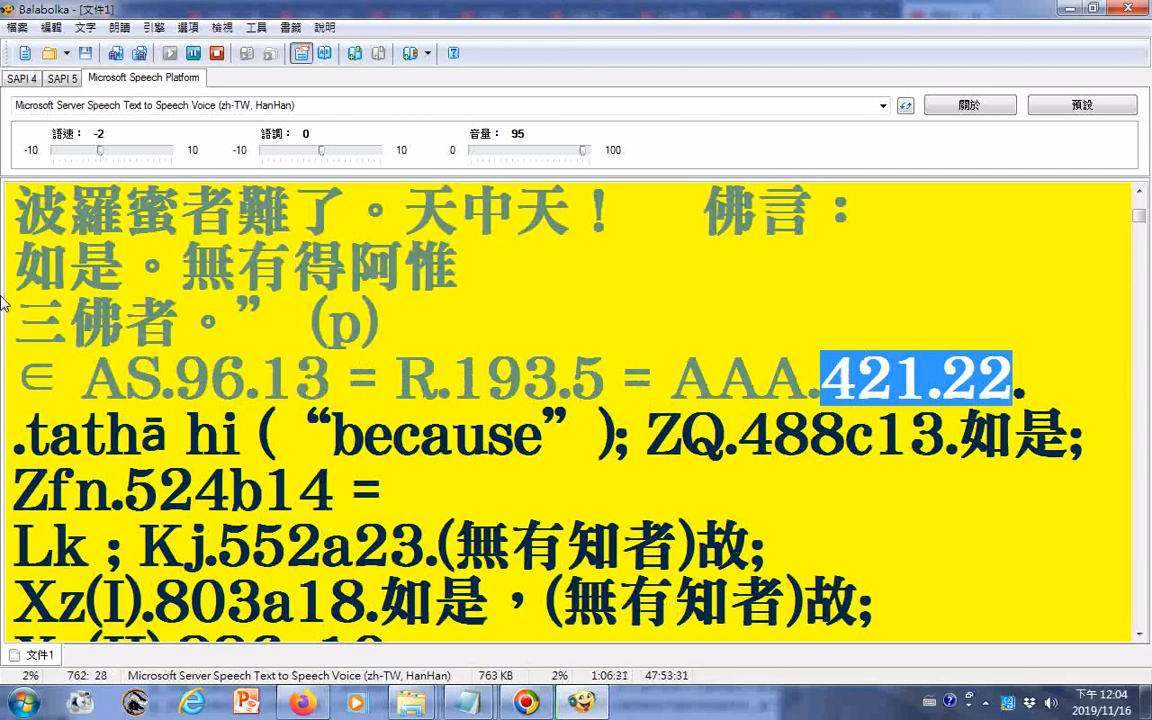 Balabolka - [文件1]
檔案 編輯 文字 朗讀 引擎 選項 檢視 工具 書籤 說明
SAPI 4 SAPI 5 Microsoft Speech Platform
Microsoft Server Speech Text to Speech Voice (zh-TW, HanHan) 關於 預設
語速： -2 語調： 0 音量： 95
-10 10 -10 10 0 100
波羅蜜者難了。天中天！ 佛言：
如是。無有得阿惟
三佛者。” (p)
∈ AS.96.13 = R.193.5 = AAA.421.22.
.tathā hi (“because”); ZQ.488c13.如是;
Zfn.524b14 =
Lk ; Kj.552a23.(無有知者)故;
Xz(I).803a18.如是，(無有知者)故;
文件1
2% 762: 28 Microsoft Server Speech Text to Speech Voice (zh-TW, HanHan) 763 KB 2% 1:06:31 47:53:31
下午 12:04
2019/11/16